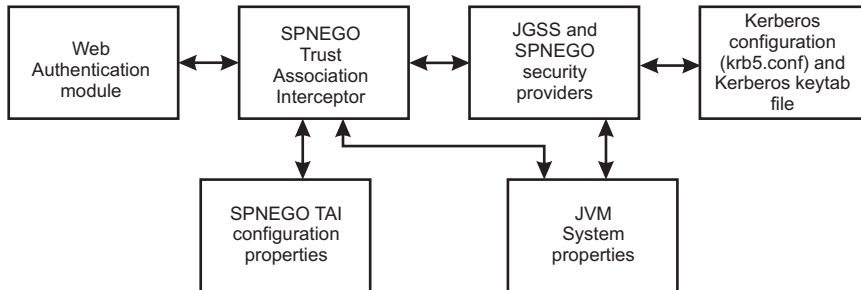 Web
Authentication
module
SPNEGO
Trust
Association
Interceptor
JGSS and
SPNEGO
security
providers
Kerberos
configuration
(krb5.conf) and
Kerberos keytab
file
SPNEGO TAI
configuration
properties
JVM
System
properties